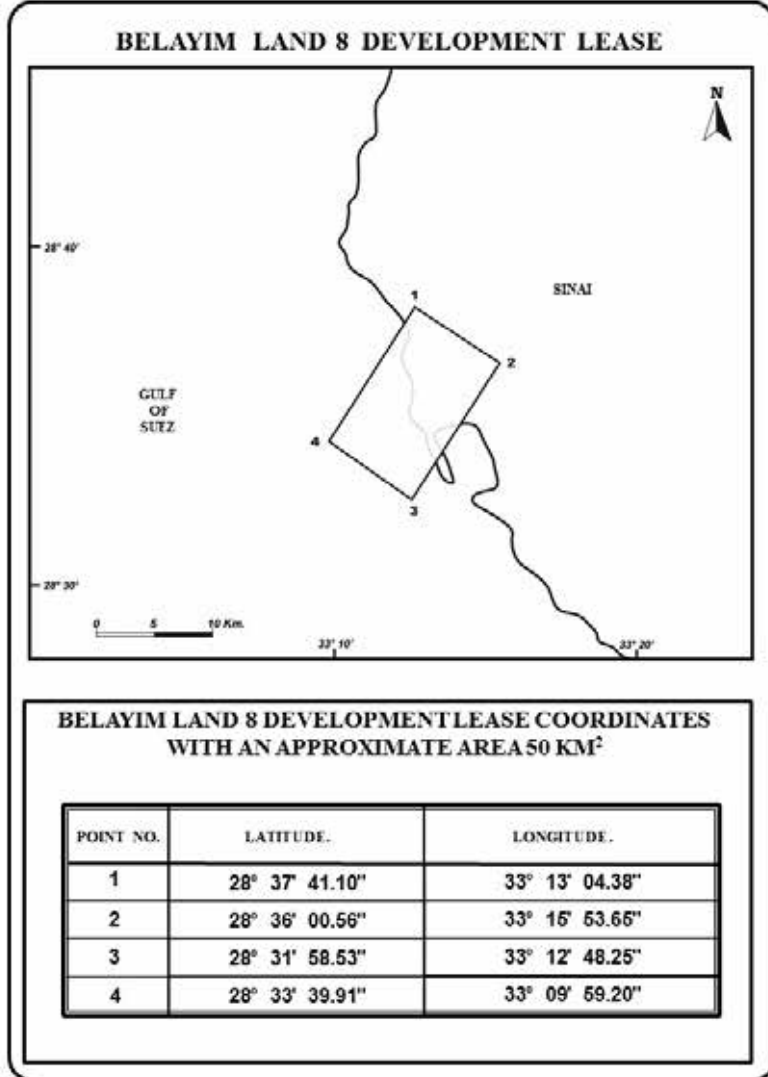 BELAYIM LAND 8 DEVELOPMENT LEASE
N
28° 40'
SINAI
1
2
GULF
OF
SUEZ
4
3
28° 30'
0 5 10 Km.
33° 10'
33° 20'
BELAYIM LAND 8 DEVELOPMENT LEASE COORDINATES
WITH AN APPROXIMATE AREA 50 KM²
POINT NO. LATITUDE. LONGITUDE.
1 28° 37' 41.10" 33° 13' 04.38"
2 28° 36' 00.56" 33° 15' 53.65"
3 28° 31' 58.53" 33° 12' 48.25"
4 28° 33' 39.91" 33° 09' 59.20"